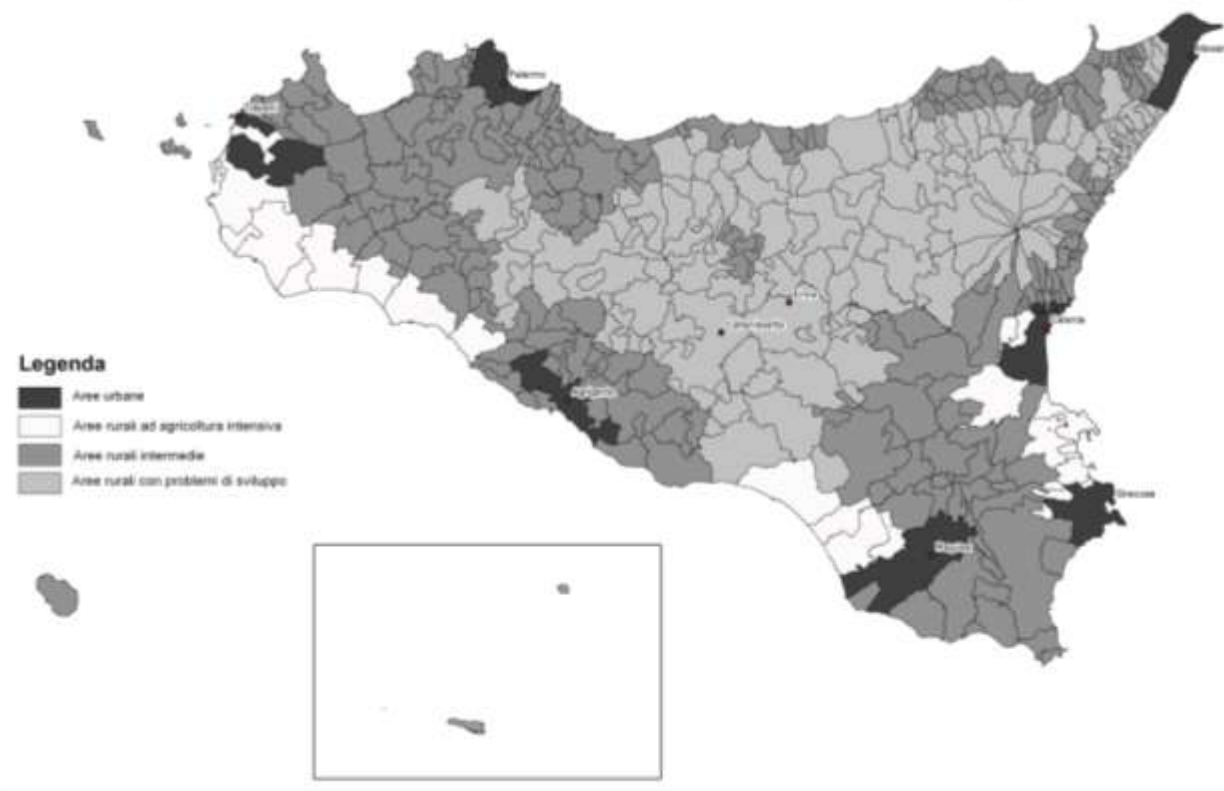 Messina
Palermo
Trapani
Enna
Caltanissetta
Catania
Legenda
Aree urbane
Agrigento
Aree rurali ad agricoltura intensiva
Aree rurali intermedie
Aree rurali con problemi di sviluppo
Siracusa
Ragusa